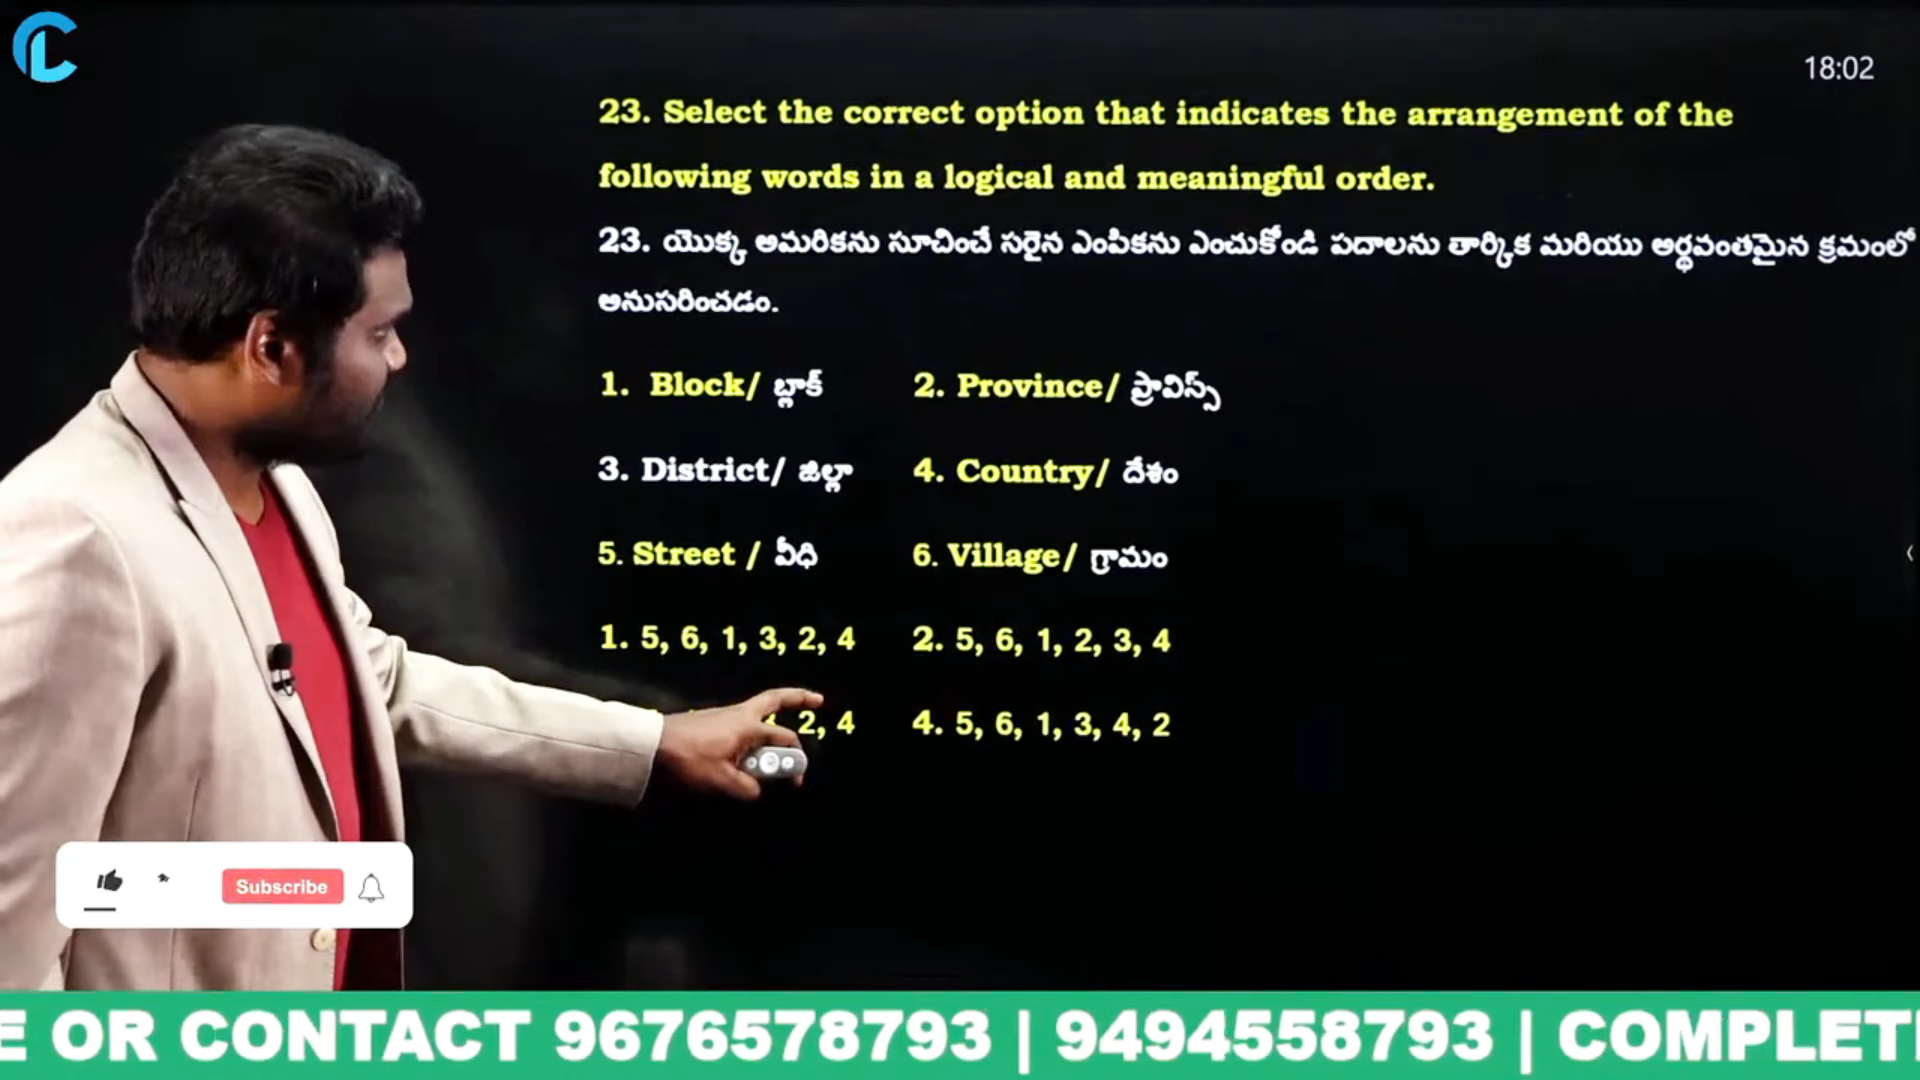 18:02
23. Select the correct option that indicates the arrangement of the
following words in a logical and meaningful order.
23. యొక్క అమరికను సూచించే సరైన ఎంపికను ఎంచుకోండి పదాలను తార్కిక మరియు అర్థవంతమైన క్రమంలో
అనుసరించడం.
1. Block/ బ్లాక్ 2. Province/ ప్రావిన్స్
3. District/ జిల్లా 4. Country/ దేశం
5. Street / వీధి 6. Village/ గ్రామం
1. 5, 6, 1, 3, 2, 4 2. 5, 6, 1, 2, 3, 4
2, 4 4. 5, 6, 1, 3, 4, 2
Subscribe
E OR CONTACT 9676578793 | 9494558793 | COMPLET